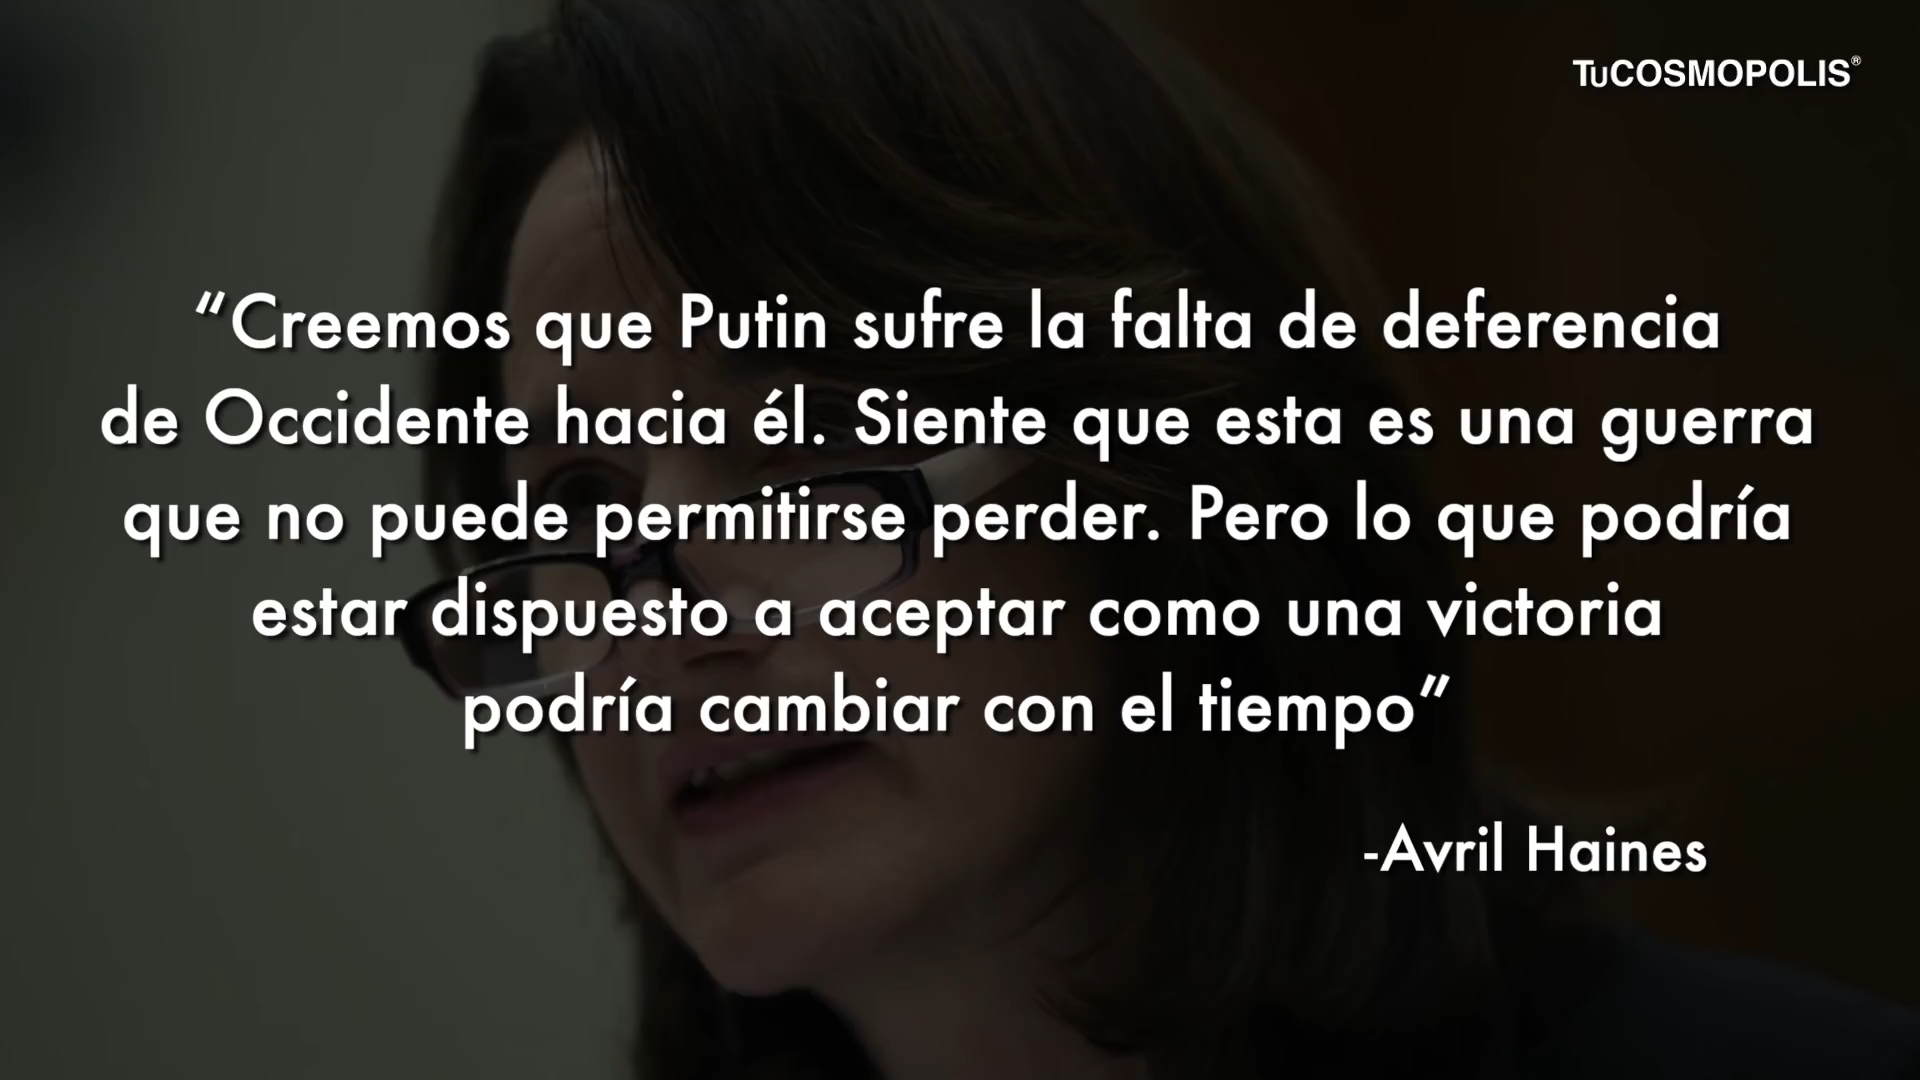 TuCOSMOPOLIS®
“Creemos que Putin sufre la falta de deferencia
de Occidente hacia él. Siente que esta es una guerra
que no puede permitirse perder. Pero lo que podría
estar dispuesto a aceptar como una victoria
podría cambiar con el tiempo”
-Avril Haines